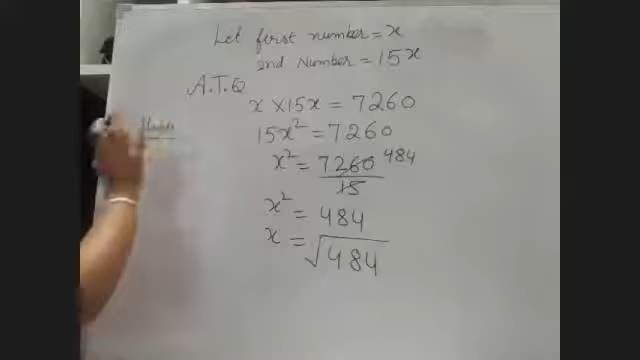 Let first number = x
2nd Number = 15x
A.T.Q
x × 15x = 7260
15x² = 7260
x² = 7260 484
15
x² = 484
x = √484